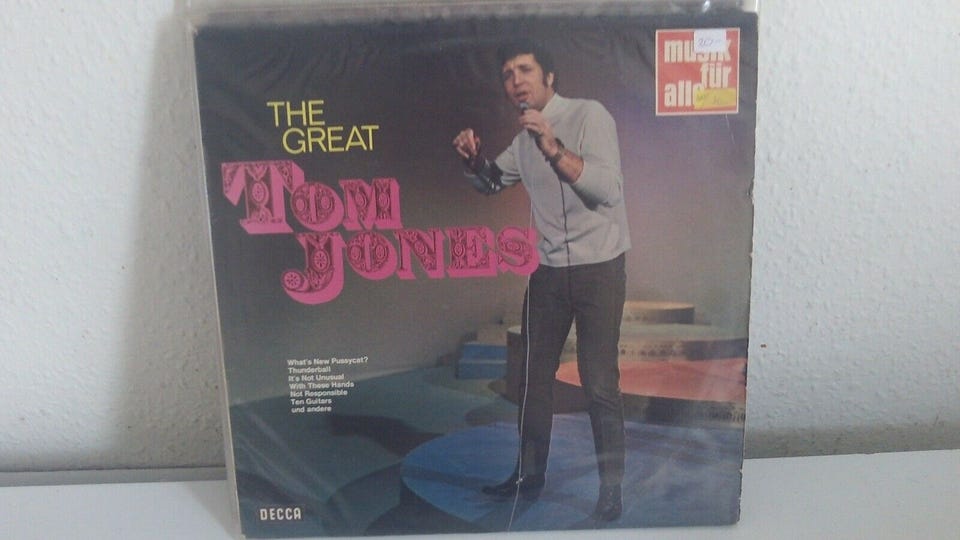 THE
GREAT
TOM
JONES
musik
für
alle
20.-
What's New Pussycat?
Thunderball
It's Not Unusual
With These Hands
Not Responsible
Ten Guitars
und andere
DECCA